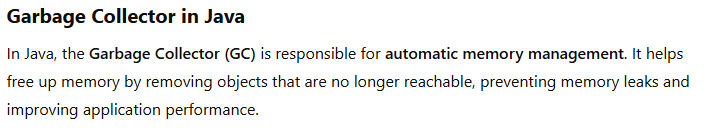 Garbage Collector in Java
In Java, the Garbage Collector (GC) is responsible for automatic memory management. It helps
free up memory by removing objects that are no longer reachable, preventing memory leaks and
improving application performance.